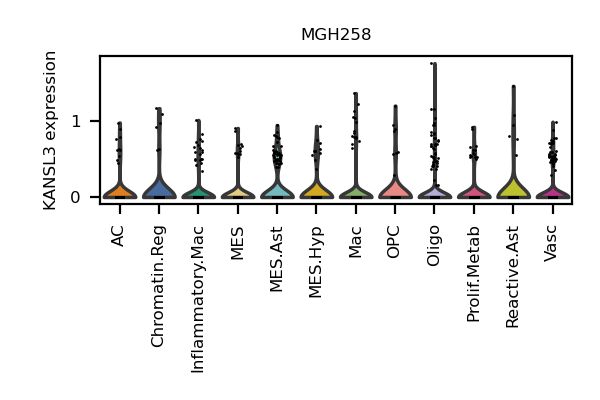 MGH258
KANSL3 expression
1
0
AC
Chromatin.Reg
Inflammatory.Mac
MES
MES.Ast
MES.Hyp
Mac
OPC
Oligo
Prolif.Metab
Reactive.Ast
Vasc